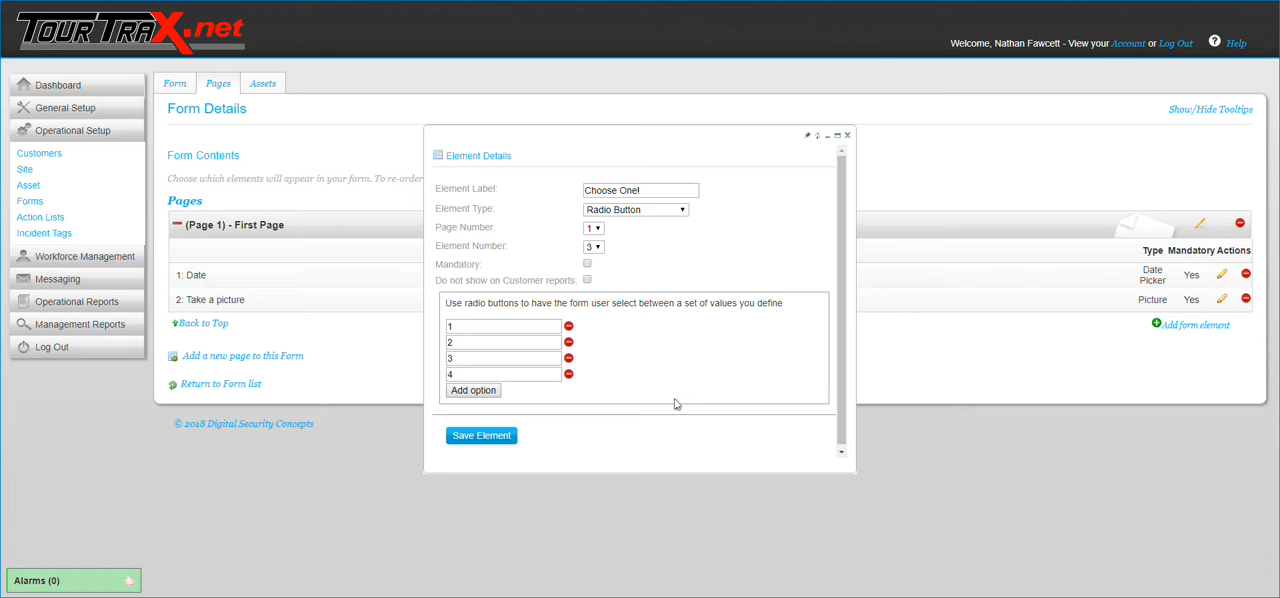 TOURTRAX.net
Welcome, Nathan Fawcett - View your Account or Log Out ? Help
Dashboard
General Setup
Operational Setup
Customers
Site
Asset
Forms
Action Lists
Incident Tags
Workforce Management
Messaging
Operational Reports
Management Reports
Log Out
Form Pages Assets
Form Details
Show/Hide Tooltips
Form Contents
Choose which elements will appear in your form. To re-order
Pages
(Page 1) - First Page
Type Mandatory Actions
1: Date
Date Picker Yes
2: Take a picture
Picture Yes
Back to Top
Add form element
Add a new page to this Form
Return to Form list
© 2018 Digital Security Concepts
Element Details
Element Label: Choose One!
Element Type: Radio Button
Page Number: 1
Element Number: 3
Mandatory:
Do not show on Customer reports:
Use radio buttons to have the form user select between a set of values you define
1
2
3
4
Add option
Save Element
Alarms (0)